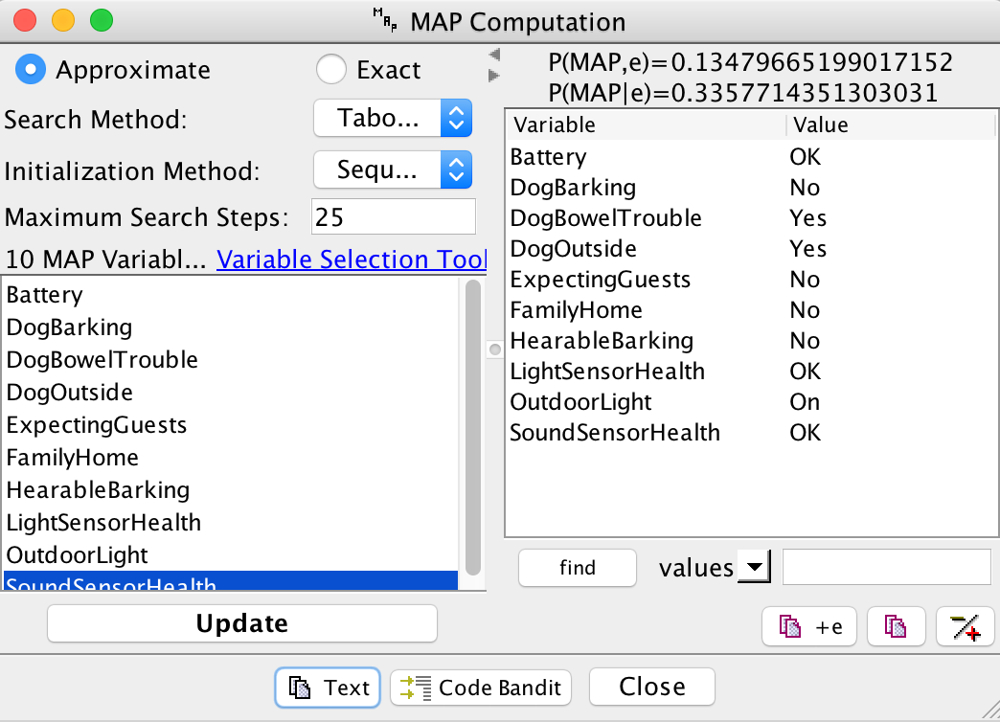 MAP MAP Computation
Approximate
Exact
Search Method:
Tabo...
Initialization Method:
Sequ...
Maximum Search Steps:
25
10 MAP Variabl... Variable Selection Tool
Battery
DogBarking
DogBowelTrouble
DogOutside
ExpectingGuests
FamilyHome
HearableBarking
LightSensorHealth
OutdoorLight
SoundSensorHealth
Update
P(MAP,e)=0.13479665199017152
P(MAP|e)=0.3357714351303031
Variable Value
Battery OK
DogBarking No
DogBowelTrouble Yes
DogOutside Yes
ExpectingGuests No
FamilyHome No
HearableBarking No
LightSensorHealth OK
OutdoorLight On
SoundSensorHealth OK
find values
+e
Text Code Bandit Close